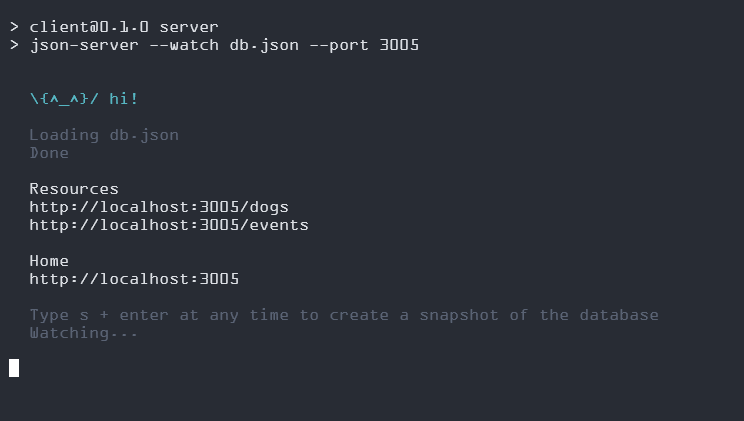 > client@0.1.0 server
> json-server --watch db.json --port 3005
\{^_^}/ hi!
Loading db.json
Done
Resources
http://localhost:3005/dogs
http://localhost:3005/events
Home
http://localhost:3005
Type s + enter at any time to create a snapshot of the database
Watching...